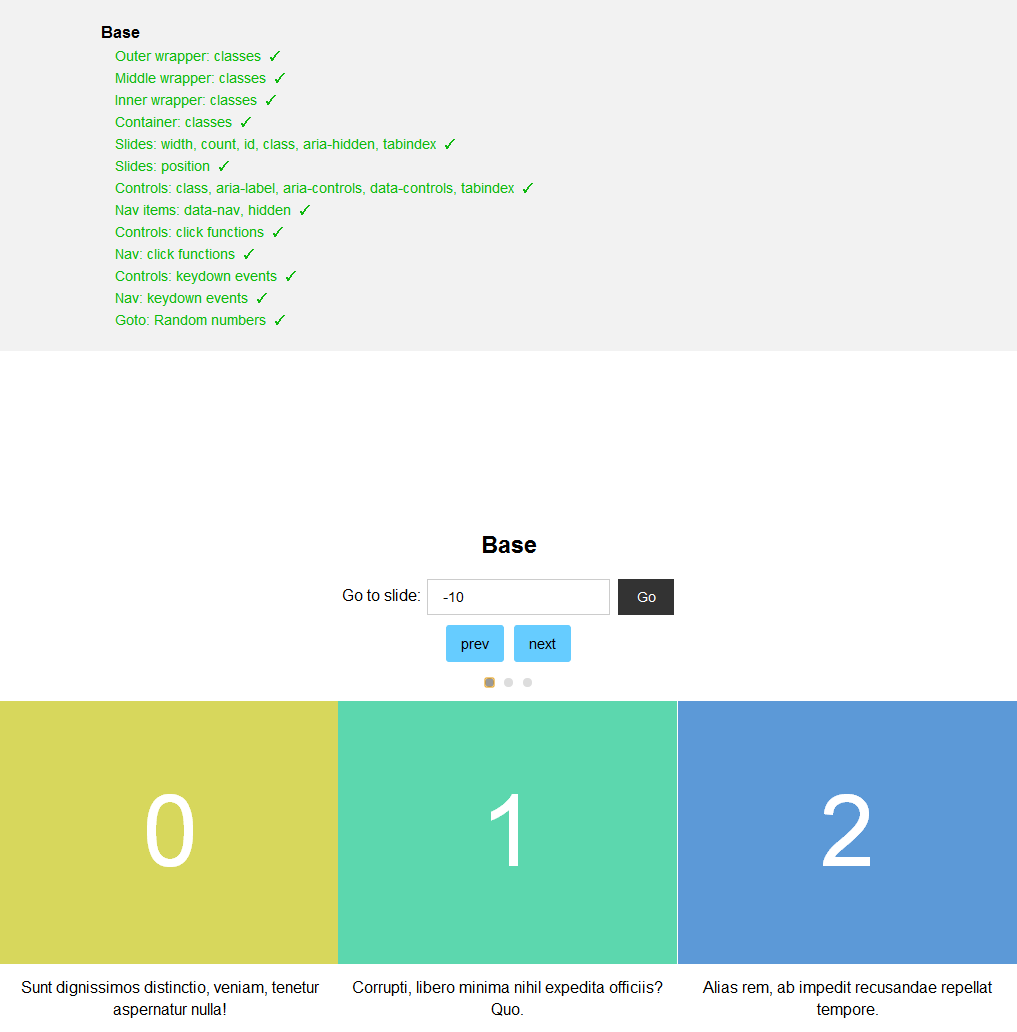 Base
Outer wrapper: classes ✓
Middle wrapper: classes ✓
Inner wrapper: classes ✓
Container: classes ✓
Slides: width, count, id, class, aria-hidden, tabindex ✓
Slides: position ✓
Controls: class, aria-label, aria-controls, data-controls, tabindex ✓
Nav items: data-nav, hidden ✓
Controls: click functions ✓
Nav: click functions ✓
Controls: keydown events ✓
Nav: keydown events ✓
Goto: Random numbers ✓
Base
Go to slide: -10 Go
prev next
0 1 2
Sunt dignissimos distinctio, veniam, tenetur
aspernatur nulla!
Corrupti, libero minima nihil expedita officiis?
Quo.
Alias rem, ab impedit recusandae repellat
tempore.